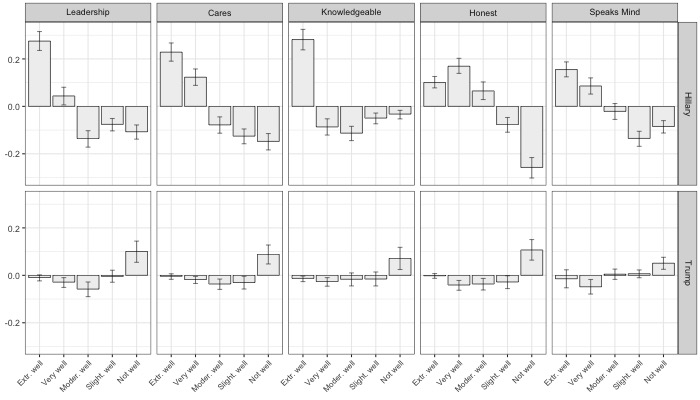 Leadership Cares Knowledgeable Honest Speaks Mind
0.2
0.0
-0.2
Hillary
0.2
0.0
-0.2
Trump
Extr. well Very well Moder. well Slight. well Not well Extr. well Very well Moder. well Slight. well Not well Extr. well Very well Moder. well Slight. well Not well Extr. well Very well Moder. well Slight. well Not well Extr. well Very well Moder. well Slight. well Not well